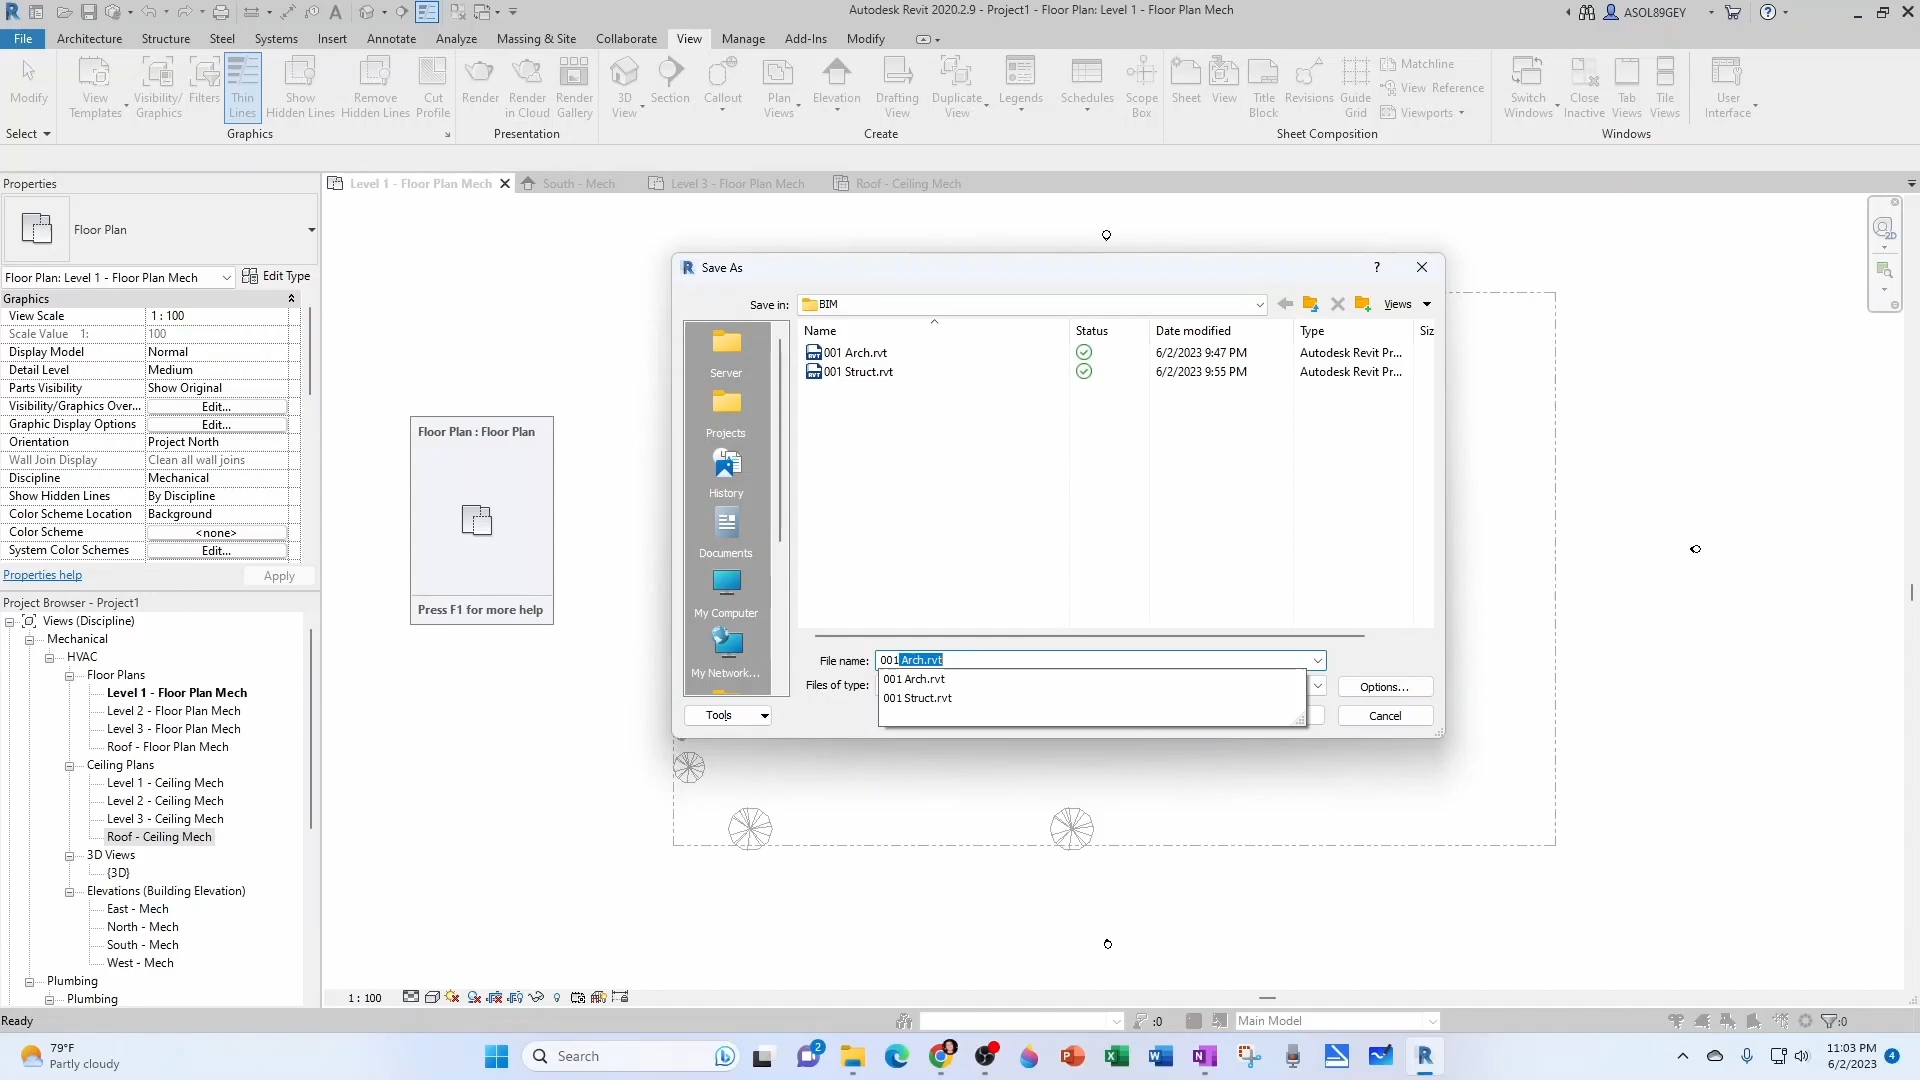 Autodesk Revit 2020.2.9 - Project1 - Floor Plan: Level 1 - Floor Plan Mech
ASOL89GEY
File Architecture Structure Steel Systems Insert Annotate Analyze Massing & Site Collaborate View Manage Add-Ins Modify
Modify
View Templates
Visibility/ Graphics
Filters
Thin Lines
Show Hidden Lines
Remove Hidden Lines
Cut Profile
Render
Render in Cloud
Render Gallery
3D View
Section
Callout
Plan Views
Elevation
Drafting View
Duplicate View
Legends
Schedules
Scope Box
Sheet
View
Title Block
Revisions
Guide Grid
Matchline
View Reference
Viewports
Switch Windows
Close Inactive
Tab Views
Tile Views
User Interface
Select Graphics Presentation Create Sheet Composition Windows
Properties
Floor Plan
Floor Plan: Level 1 - Floor Plan Mech Edit Type
Graphics
View Scale 1 : 100
Scale Value 1: 100
Display Model Normal
Detail Level Medium
Parts Visibility Show Original
Visibility/Graphics Over... Edit...
Graphic Display Options Edit...
Orientation Project North
Wall Join Display Clean all wall joins
Discipline Mechanical
Show Hidden Lines By Discipline
Color Scheme Location Background
Color Scheme <none>
System Color Schemes Edit...
Properties help Apply
Project Browser - Project1
Views (Discipline)
Mechanical
HVAC
Floor Plans
Level 1 - Floor Plan Mech
Level 2 - Floor Plan Mech
Level 3 - Floor Plan Mech
Roof - Floor Plan Mech
Ceiling Plans
Level 1 - Ceiling Mech
Level 2 - Ceiling Mech
Level 3 - Ceiling Mech
Roof - Ceiling Mech
3D Views
{3D}
Elevations (Building Elevation)
East - Mech
North - Mech
South - Mech
West - Mech
Plumbing
Plumbing
Level 1 - Floor Plan Mech South - Mech Level 3 - Floor Plan Mech Roof - Ceiling Mech
Floor Plan : Floor Plan
Press F1 for more help
Save As
Save in: BIM Views
Name Status Date modified Type Siz
001 Arch.rvt 6/2/2023 9:47 PM Autodesk Revit Pr...
001 Struct.rvt 6/2/2023 9:55 PM Autodesk Revit Pr...
Server
Projects
History
Documents
My Computer
My Network...
File name: 001 Arch.rvt
Files of type:
001 Arch.rvt
001 Struct.rvt
Options...
Tools
Cancel
1 : 100
Ready
:0
Main Model
:0
79°F
Partly cloudy
Search
2
11:03 PM
6/2/2023
4